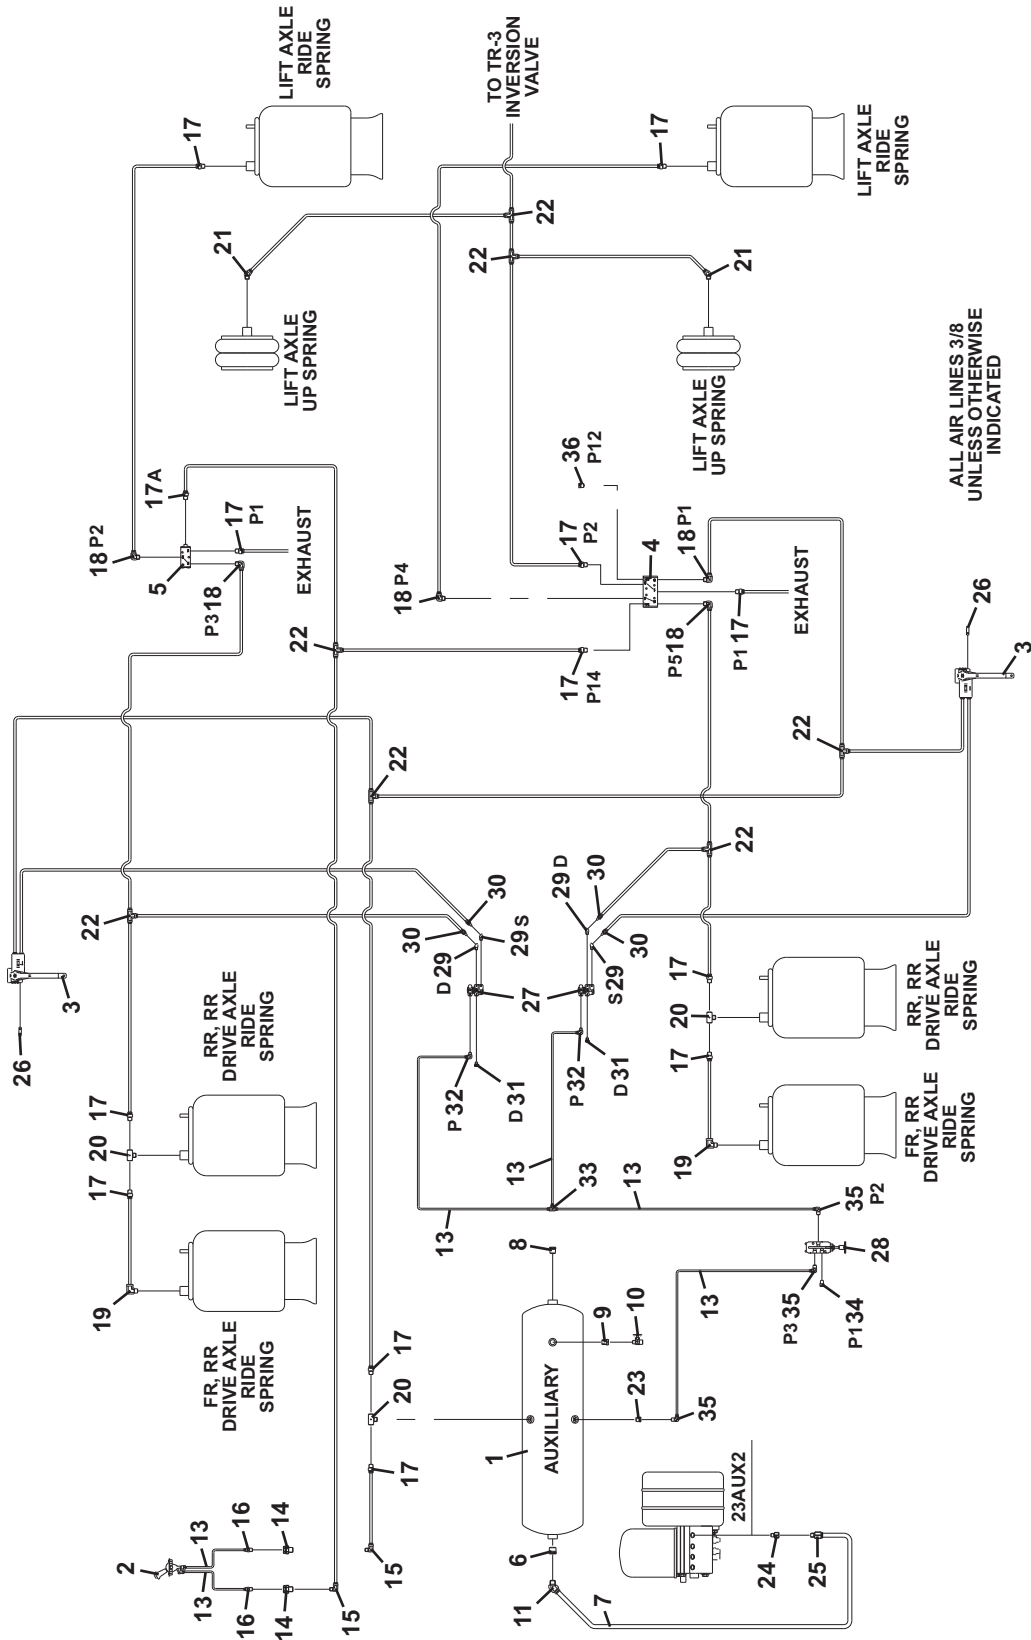 26
3
2
13
13
16
16
14
14
15
15
19
17
20
17
22
P3 18
5
18 P2
17 P1
EXHAUST
17A
17
FR, RR
DRIVE AXLE
RIDE
SPRING
RR, RR
DRIVE AXLE
RIDE
SPRING
LIFT AXLE
RIDE
SPRING
22
21
LIFT AXLE
UP SPRING
17
20
17
22
13
P 32
D 31
D 29
30
29 S
30
27
18 P4
22
22
TO TR-3
INVERSION
VALVE
11
6
1
AUXILLIARY
8
13
33
P 32
D 31
29 D
30
S 29
30
17
P14
17
P2
36
P12
7
23
9
10
13
35
13
19
17
20
17
22
P5 18
4
18 P1
P1 17
EXHAUST
21
LIFT AXLE
UP SPRING
17
LIFT AXLE
RIDE
SPRING
23AUX2
24
25
P3 35
P1 34
28
35
P2
FR, RR
DRIVE AXLE
RIDE
SPRING
RR, RR
DRIVE AXLE
RIDE
SPRING
22
3
26
ALL AIR LINES 3/8
UNLESS OTHERWISE
INDICATED